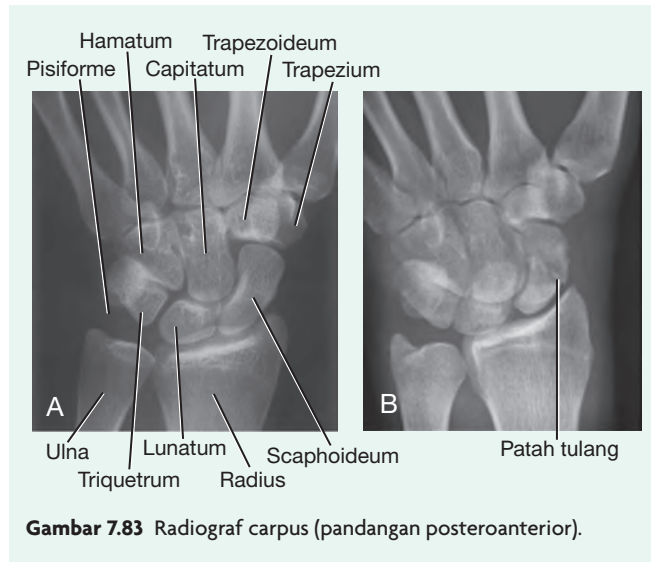 Hamatum
Trapezoideum
Pisiforme
Capitatum
Trapezium
A
B
Ulna
Lunatum
Scaphoideum
Patah tulang
Triquetrum
Radius
Gambar 7.83 Radiograf carpus (pandangan posteroanterior).